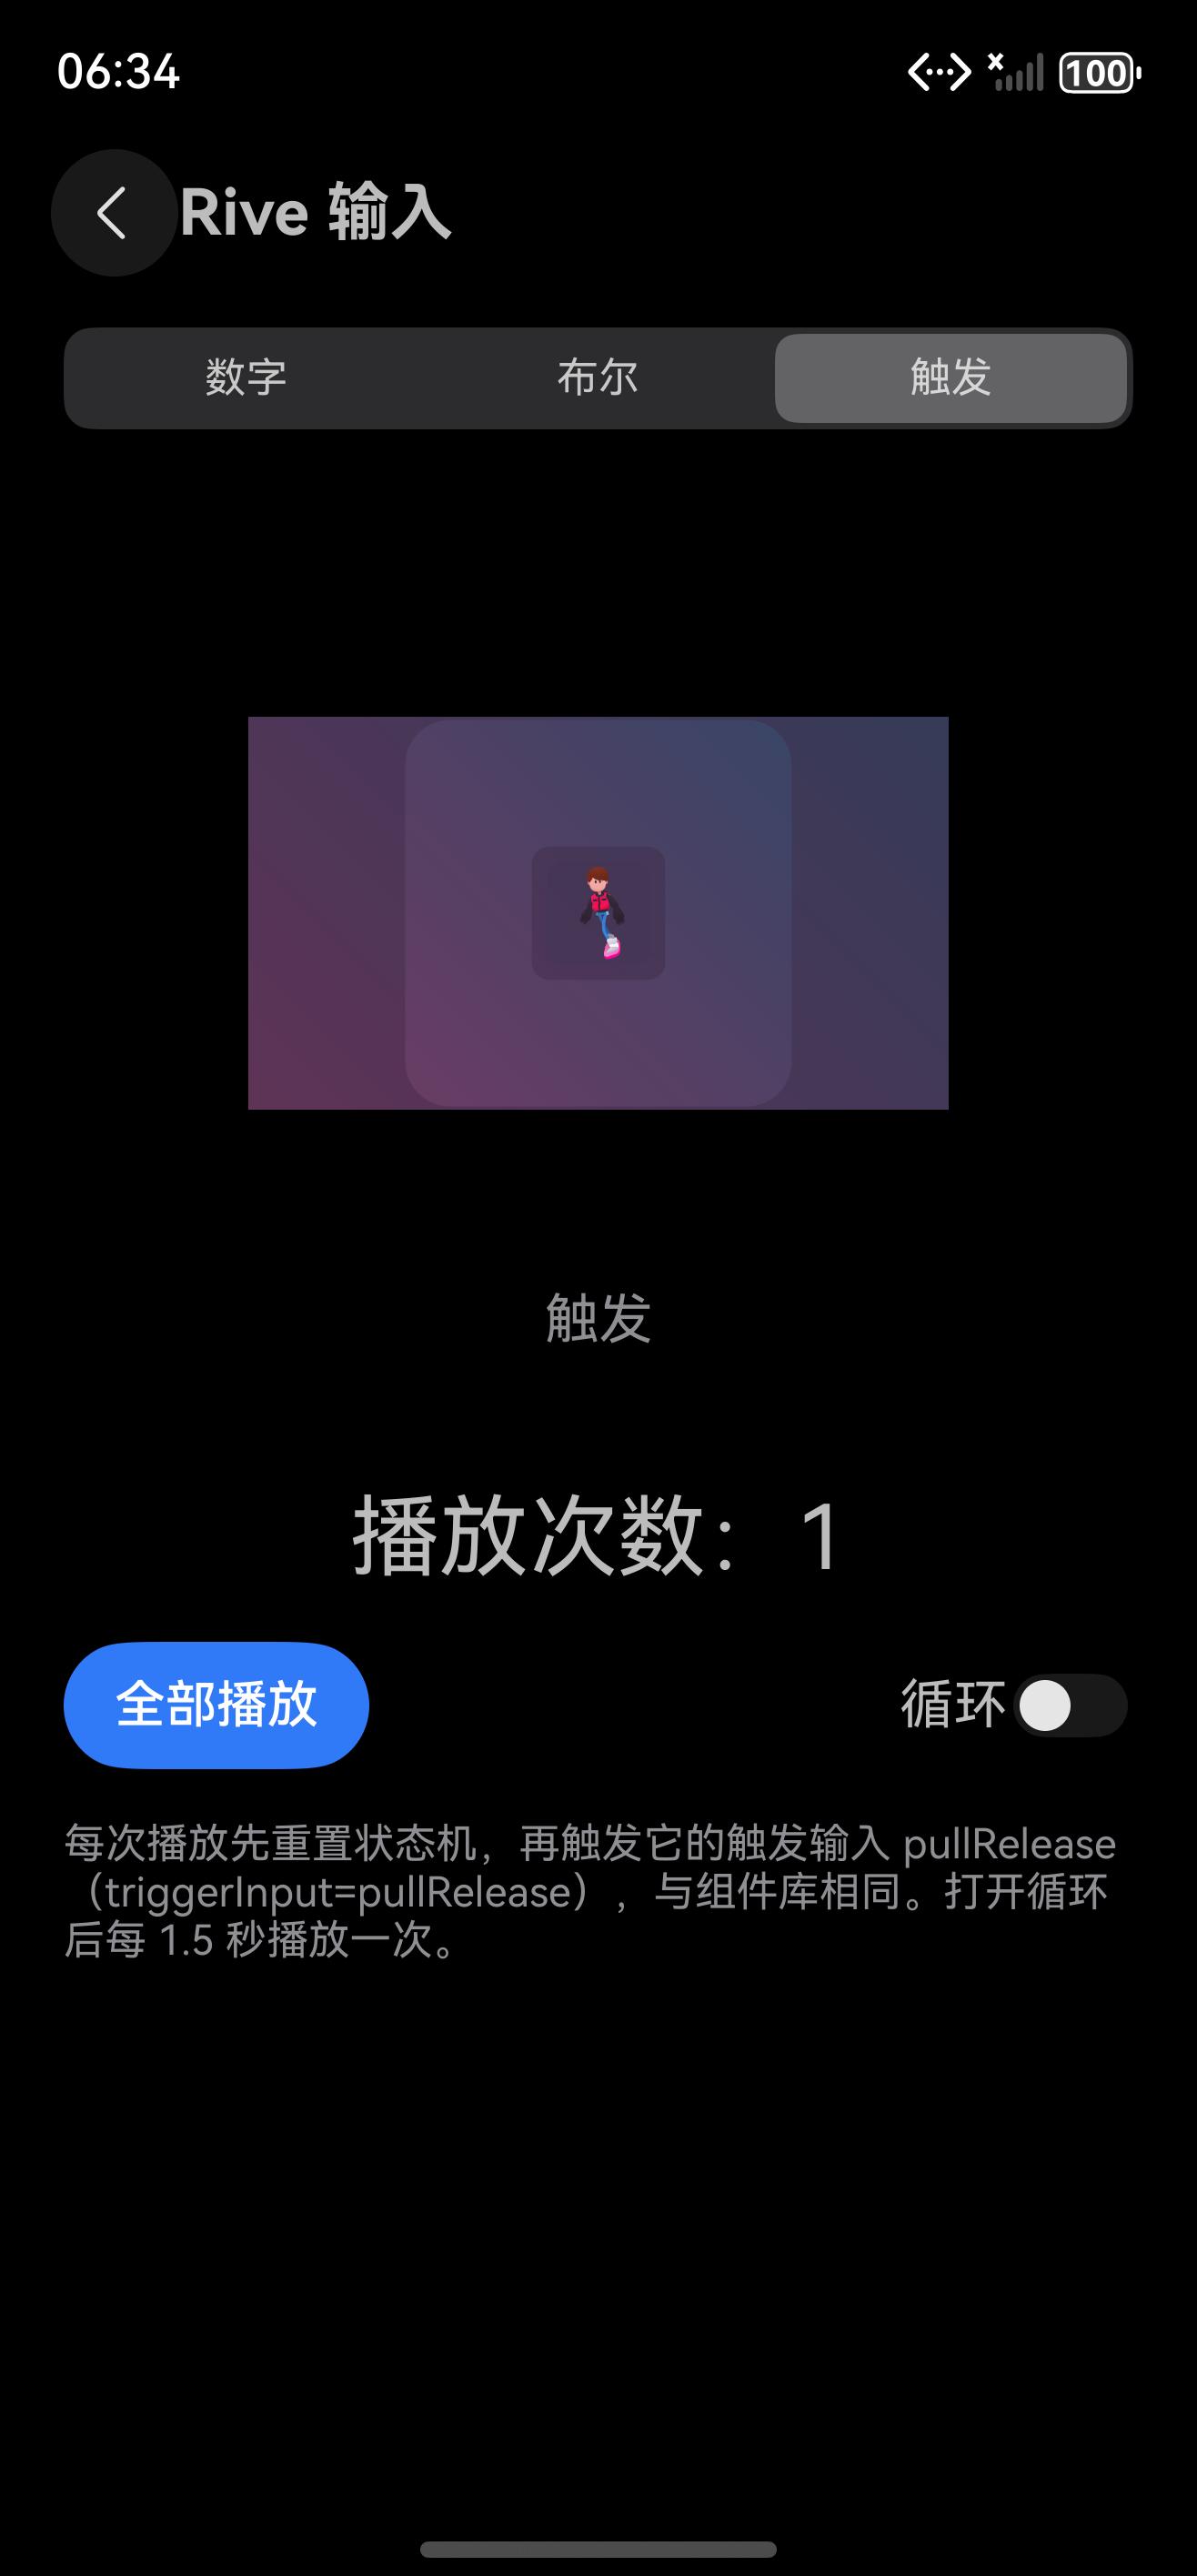 06:34
100
Rive 输入
数字
布尔
触发
触发
播放次数：1
全部播放
循环
每次播放先重置状态机，再触发它的触发输入 pullRelease
（triggerInput=pullRelease），与组件库相同。打开循环
后每 1.5 秒播放一次。